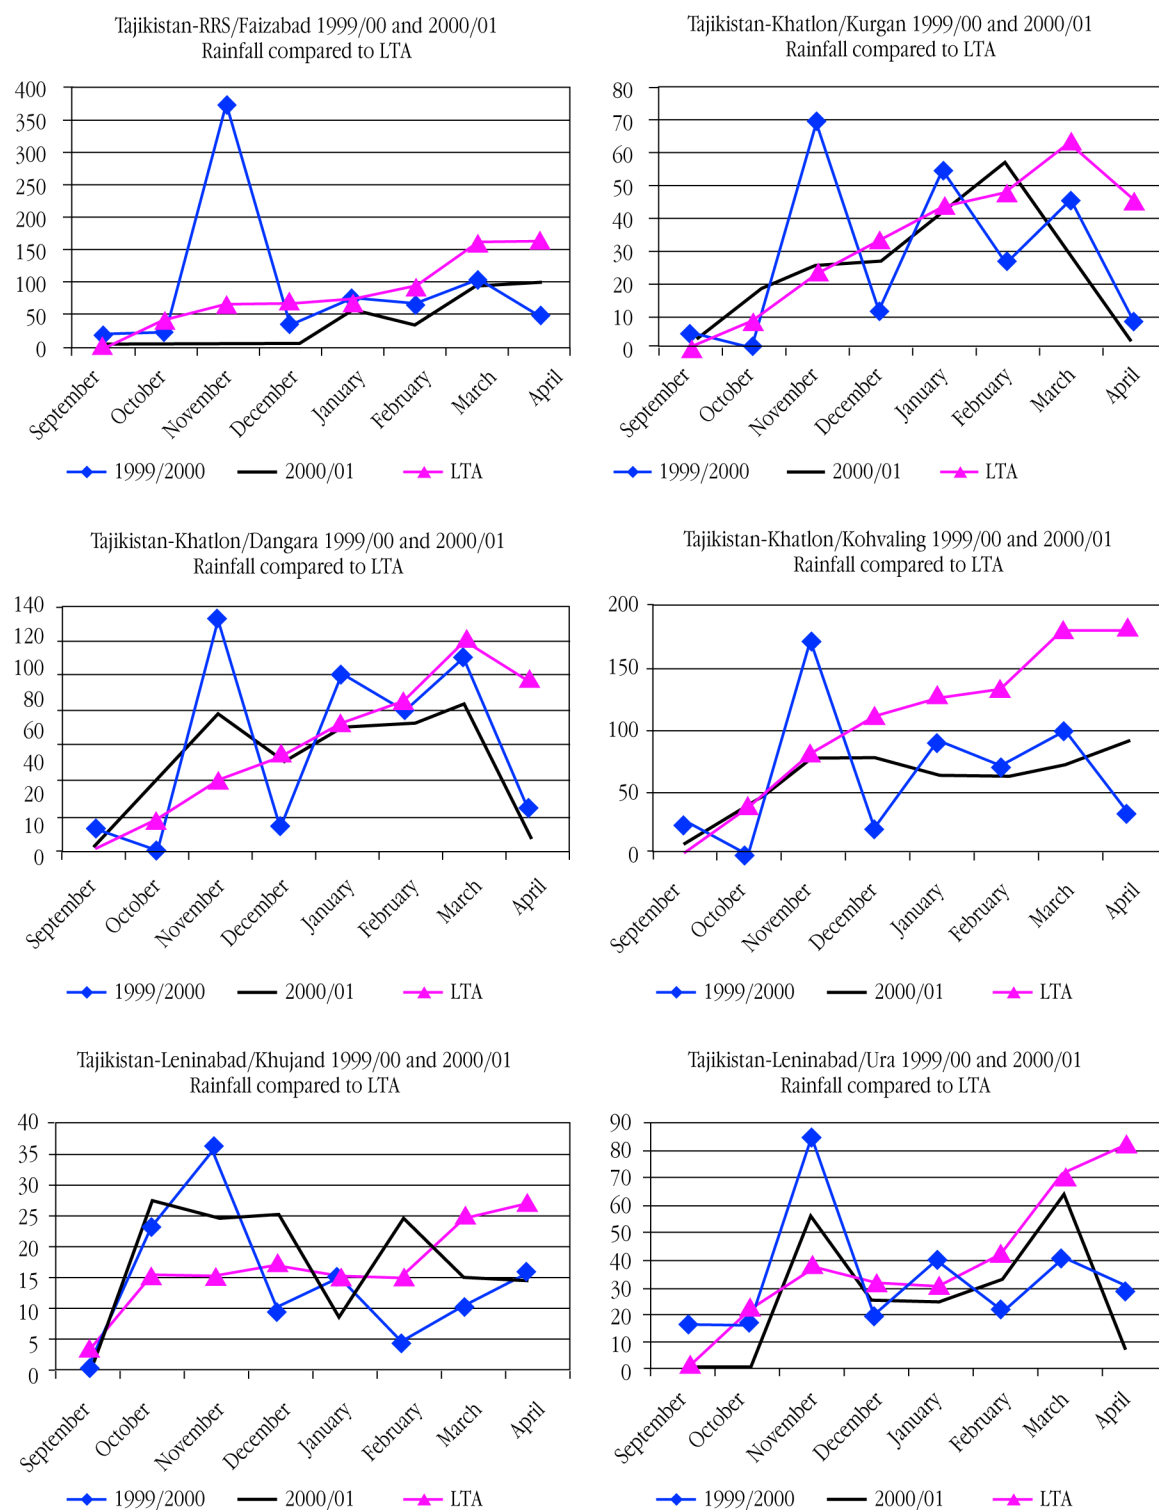 Tajikistan-RRS/Faizabad 1999/00 and 2000/01
Rainfall compared to LTA
400
350
300
250
200
150
100
50
0
September
October
November
December
January
February
March
April
1999/2000
2000/01
LTA
Tajikistan-Khatlon/Kurgan 1999/00 and 2000/01
Rainfall compared to LTA
80
70
60
50
40
30
20
10
0
September
October
November
December
January
February
March
April
1999/2000
2000/01
LTA
Tajikistan-Khatlon/Dangara 1999/00 and 2000/01
Rainfall compared to LTA
140
120
100
80
60
40
20
10
0
September
October
November
December
January
February
March
April
1999/2000
2000/01
LTA
Tajikistan-Khatlon/Kohvaling 1999/00 and 2000/01
Rainfall compared to LTA
200
150
100
50
0
September
October
November
December
January
February
March
April
1999/2000
2000/01
LTA
Tajikistan-Leninabad/Khujand 1999/00 and 2000/01
Rainfall compared to LTA
40
35
30
25
20
15
10
5
0
September
October
November
December
January
February
March
April
1999/2000
2000/01
LTA
Tajikistan-Leninabad/Ura 1999/00 and 2000/01
Rainfall compared to LTA
90
80
70
60
50
40
30
20
10
0
September
October
November
December
January
February
March
April
1999/2000
2000/01
LTA